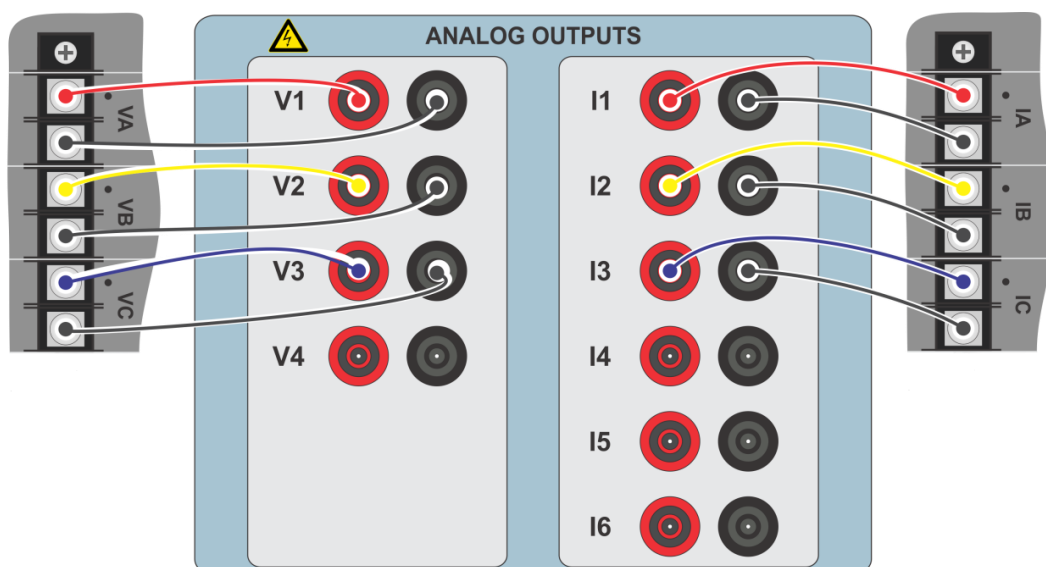 ANALOG OUTPUTS
VA
VB
VC
V1
V2
V3
V4
I1
I2
I3
I4
I5
I6
IA
IB
IC